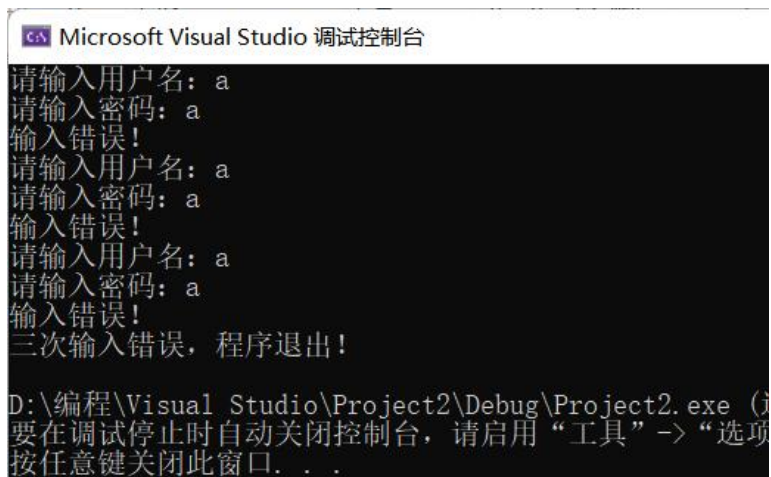 Microsoft Visual Studio 调试控制台
请输入用户名：a
请输入密码：a
输入错误！
请输入用户名：a
请输入密码：a
输入错误！
请输入用户名：a
请输入密码：a
输入错误！
三次输入错误，程序退出！
D:\编程\Visual Studio\Project2\Debug\Project2.exe (
要在调试停止时自动关闭控制台，请启用“工具”->“选项
按任意键关闭此窗口. . .